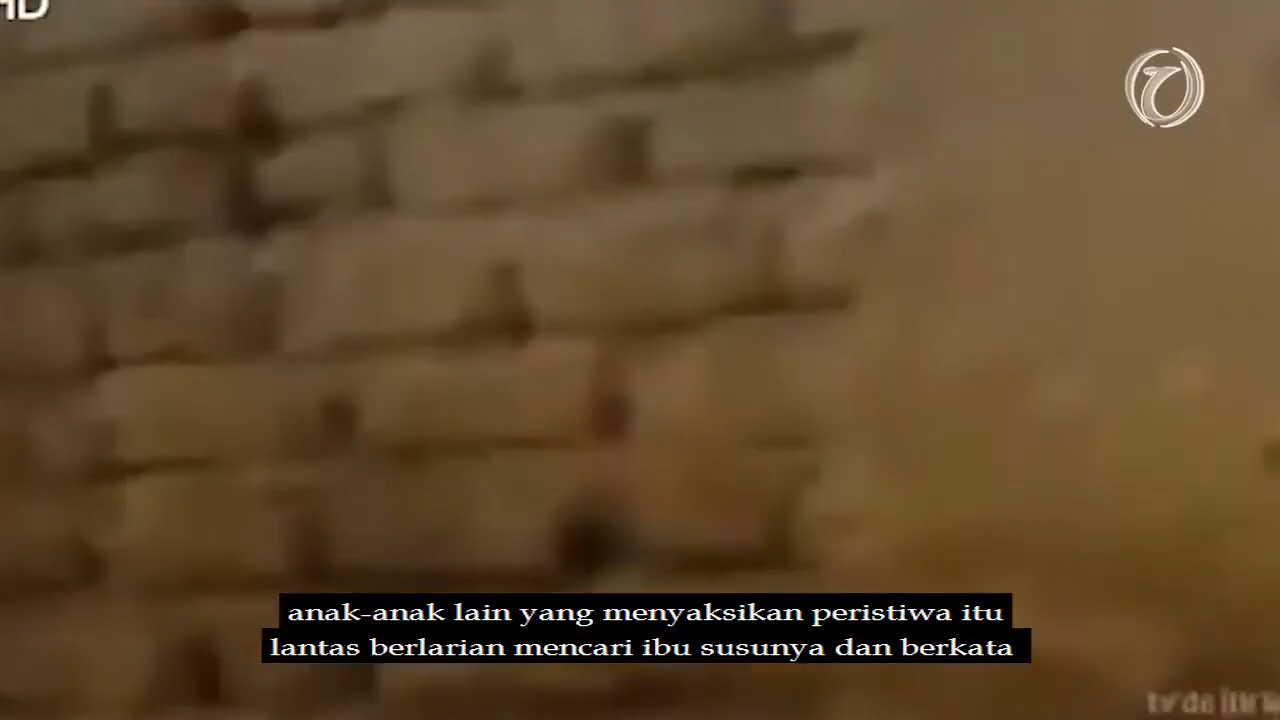 HD
anak-anak lain yang menyaksikan peristiwa itu
lantas berlarian mencari ibu susunya dan berkata